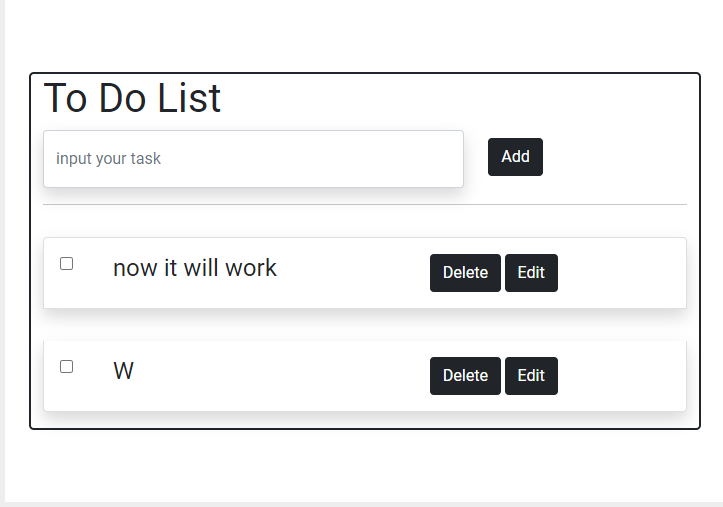 To Do List
input your task
Add
now it will work
Delete
Edit
W
Delete
Edit